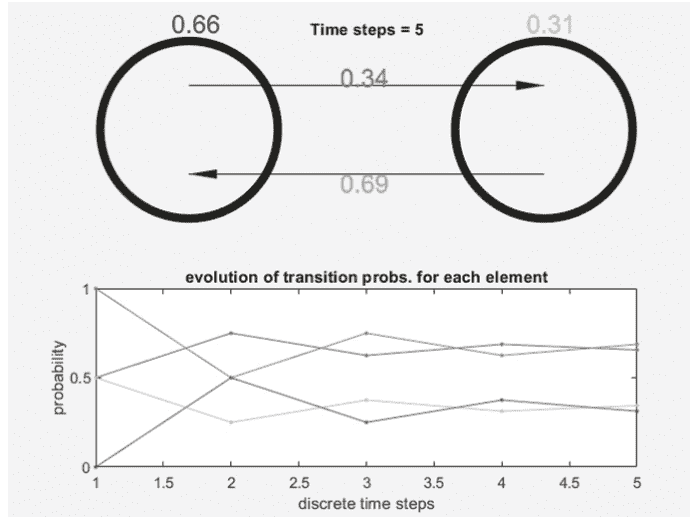 0.66
Time steps = 5
0.31
0.34
0.69
evolution of transition probs. for each element
probability
1
0.5
0
1 1.5 2 2.5 3 3.5 4 4.5 5
discrete time steps